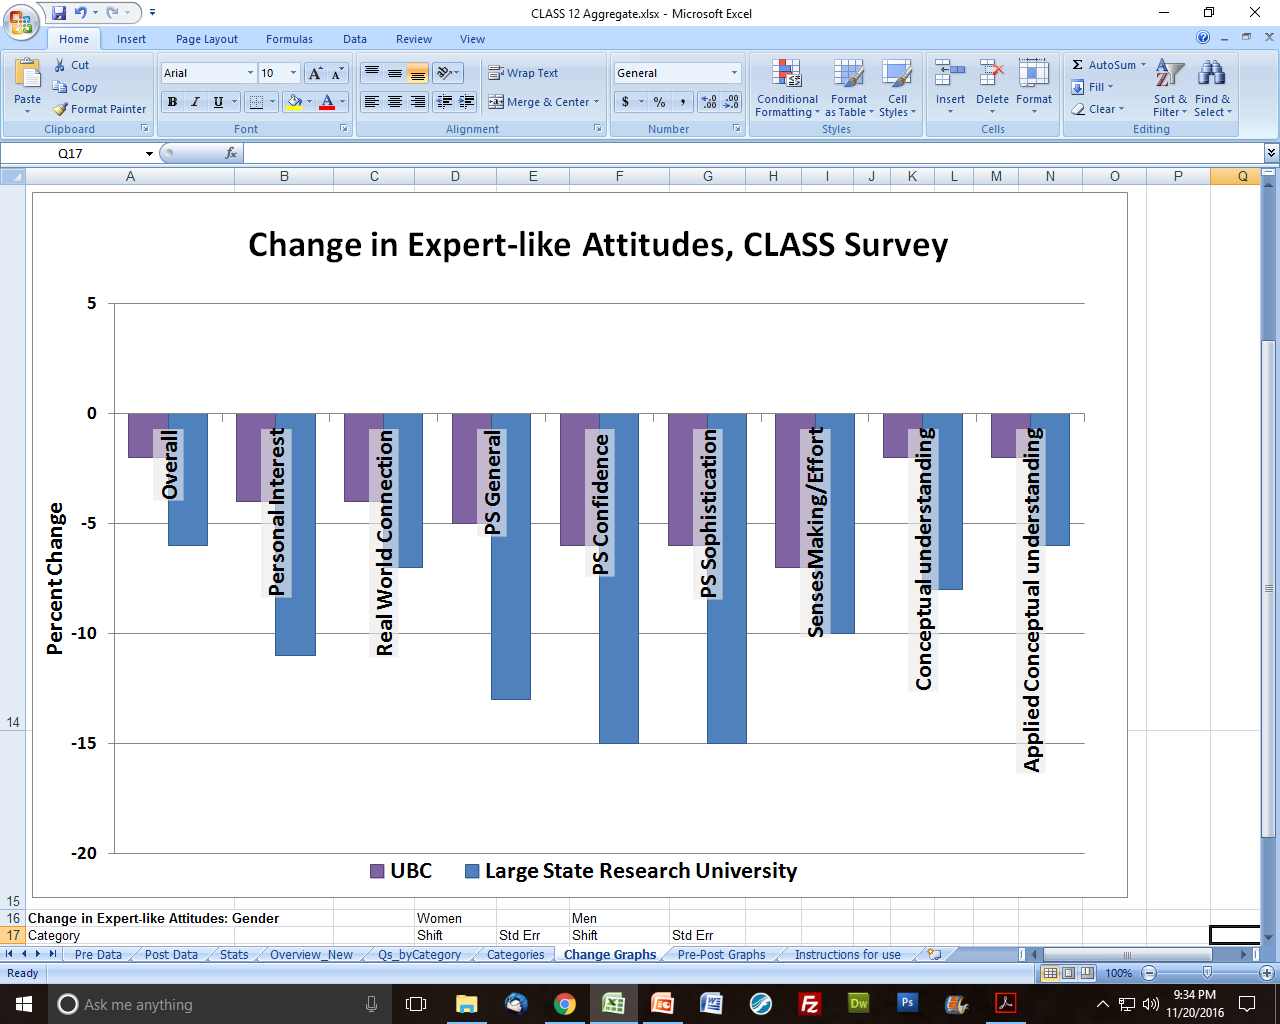 CLASS 12 Aggregate.xlsx - Microsoft Excel
Home Insert Page Layout Formulas Data Review View
Paste
Cut
Copy
Format Painter
Clipboard
Arial 10
B I U
Font
Wrap Text
Merge & Center
Alignment
General
$ % , .00 .0
Number
Conditional Formatting
Format as Table
Cell Styles
Styles
Insert Delete Format
Cells
Σ AutoSum
Fill
Clear
Sort & Filter
Find & Select
Editing
Q17
fx
A B C D E F G H I J K L M N O P Q
Change in Expert-like Attitudes, CLASS Survey
5
0
-5
-10
-15
-20
Percent Change
Overall
Personal Interest
Real World Connection
PS General
PS Confidence
PS Sophistication
SensesMaking/Effort
Conceptual understanding
Applied Conceptual understanding
UBC
Large State Research University
14
15
16 Change in Expert-like Attitudes: Gender Women Men
17 Category Shift Std Err Shift Std Err
Pre Data Post Data Stats Overview_New Qs_byCategory Categories Change Graphs Pre-Post Graphs Instructions for use
Ready 100%
Ask me anything
Dw Ps
9:34 PM
11/20/2016